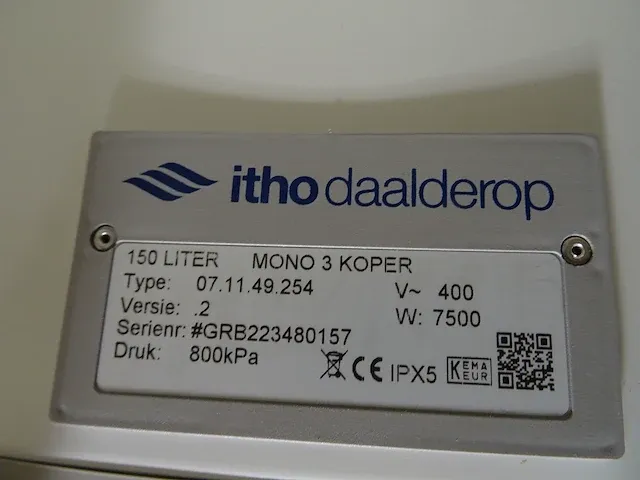 itho daalderop
150 LITER MONO 3 KOPER
Type: 07.11.49.254 V~ 400
Versie: .2 W: 7500
Serienr: #GRB223480157
Druk: 800kPa CE IPX5 KEMA EUR